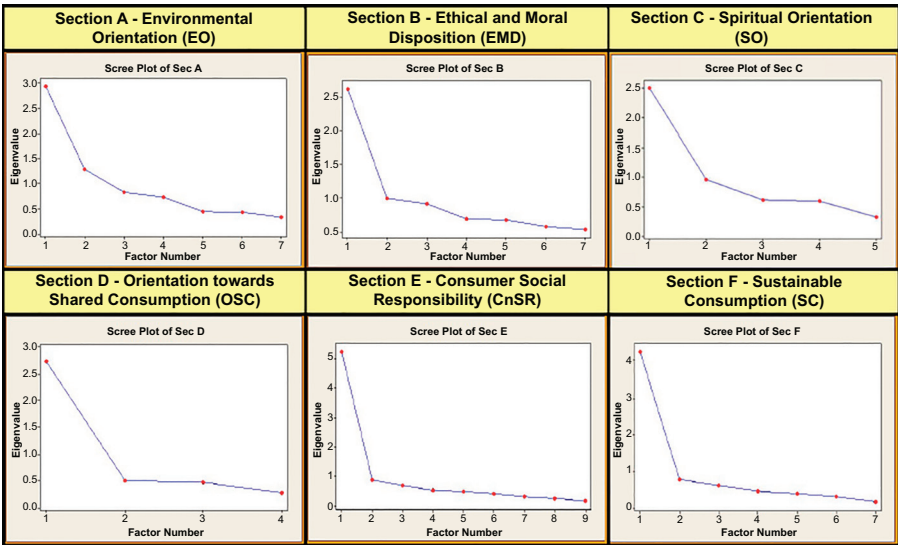 Section A - Environmental
Orientation (EO)
Section B - Ethical and Moral
Disposition (EMD)
Section C - Spiritual Orientation
(SO)
Scree Plot of Sec A
Eigenvalue
3.0
2.5
2.0
1.5
1.0
0.5
0.0
1 2 3 4 5 6 7
Factor Number
Scree Plot of Sec B
Eigenvalue
2.5
2.0
1.5
1.0
0.5
1 2 3 4 5 6 7
Factor Number
Scree Plot of Sec C
Eigenvalue
2.5
2.0
1.5
1.0
0.5
0.0
1 2 3 4 5
Factor Number
Section D - Orientation towards
Shared Consumption (OSC)
Section E - Consumer Social
Responsibility (CnSR)
Section F - Sustainable
Consumption (SC)
Scree Plot of Sec D
Eigenvalue
3.0
2.5
2.0
1.5
1.0
0.5
0.0
1 2 3 4
Factor Number
Scree Plot of Sec E
Eigenvalue
5
4
3
2
1
0
1 2 3 4 5 6 7 8 9
Factor Number
Scree Plot of Sec F
Eigenvalue
4
3
2
1
0
1 2 3 4 5 6 7
Factor Number